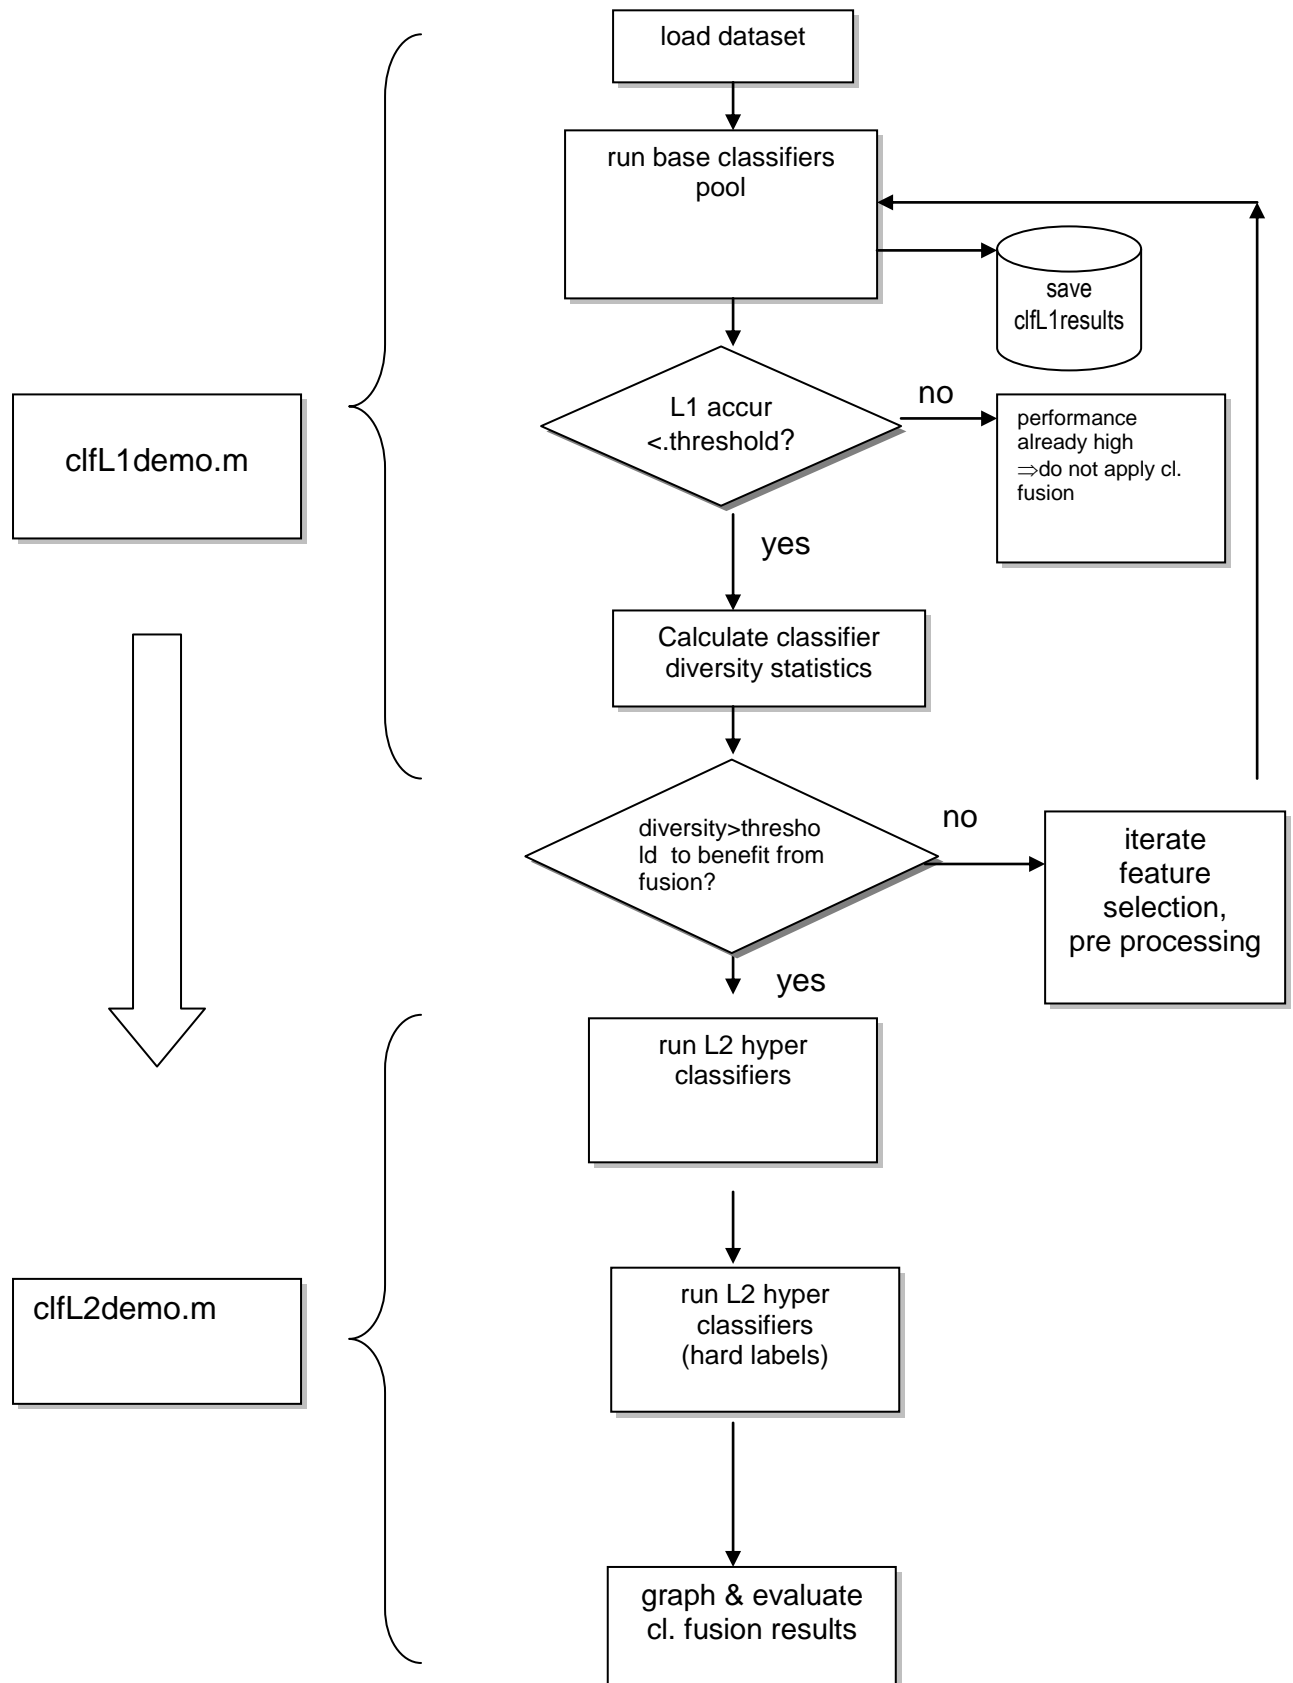 load dataset
run base classifiers
pool
save
clfL1results
L1 accur
<.threshold?
no
performance
already high
⇒do not apply cl.
fusion
clfL1demo.m
yes
Calculate classifier
diversity statistics
diversity>thresho
ld to benefit from
fusion?
no
iterate
feature
selection,
pre processing
yes
run L2 hyper
classifiers
clfL2demo.m
run L2 hyper
classifiers
(hard labels)
graph & evaluate
cl. fusion results